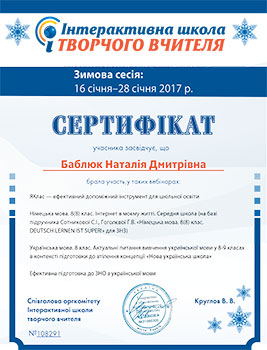 Інтерактивна школа
ТВОРЧОГО ВЧИТЕЛЯ
Зимова сесія:
16 січня–28 січня 2017 р.
СЕРТИФІКАТ
учасника засвідчує, що
Баблюк Наталія Дмитрівна
брала участь у таких вебінарах:
ЯКлас — ефективний допоміжний інструмент для шкільної освіти
Німецька мова. 8(8) клас. Інтернет в моєму житті. Середня школа (на базі
підручника Сотникової С.І., Гоголєвої Г.В. «Німецька мова. 8(8) клас.
DEUTSCH LERNEN IST SUPER!» для ЗНЗ)
Українська мова. 8 клас. Актуальні питання вивчення української мови у 8-9 класах
в контексті підготовки до втілення концепції «Нова українська школа»
Ефективна підготовка до ЗНО з української мови
Співголова оргкомітету
Інтерактивної школи
творчого вчителя
Круглов В. В.
№108291